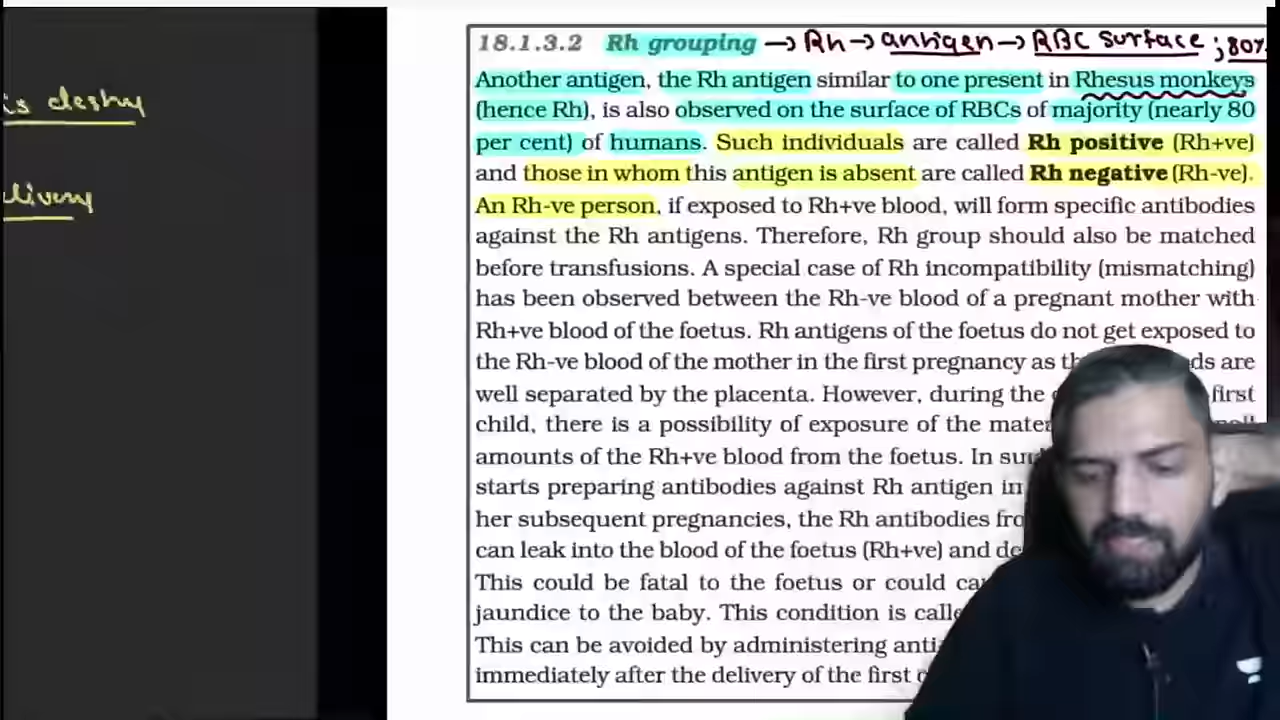 is destry
livery
18.1.3.2 Rh grouping → Rh → antigen → RBC surface ; 80%
Another antigen, the Rh antigen similar to one present in Rhesus monkeys
(hence Rh), is also observed on the surface of RBCs of majority (nearly 80
per cent) of humans. Such individuals are called Rh positive (Rh+ve)
and those in whom this antigen is absent are called Rh negative (Rh-ve).
An Rh-ve person, if exposed to Rh+ve blood, will form specific antibodies
against the Rh antigens. Therefore, Rh group should also be matched
before transfusions. A special case of Rh incompatibility (mismatching)
has been observed between the Rh-ve blood of a pregnant mother with
Rh+ve blood of the foetus. Rh antigens of the foetus do not get exposed to
the Rh-ve blood of the mother in the first pregnancy as th ds are
well separated by the placenta. However, during the first
child, there is a possibility of exposure of the mate
amounts of the Rh+ve blood from the foetus. In su
starts preparing antibodies against Rh antigen in
her subsequent pregnancies, the Rh antibodies fro
can leak into the blood of the foetus (Rh+ve) and de
This could be fatal to the foetus or could ca
jaundice to the baby. This condition is calle
This can be avoided by administering anti
immediately after the delivery of the first c